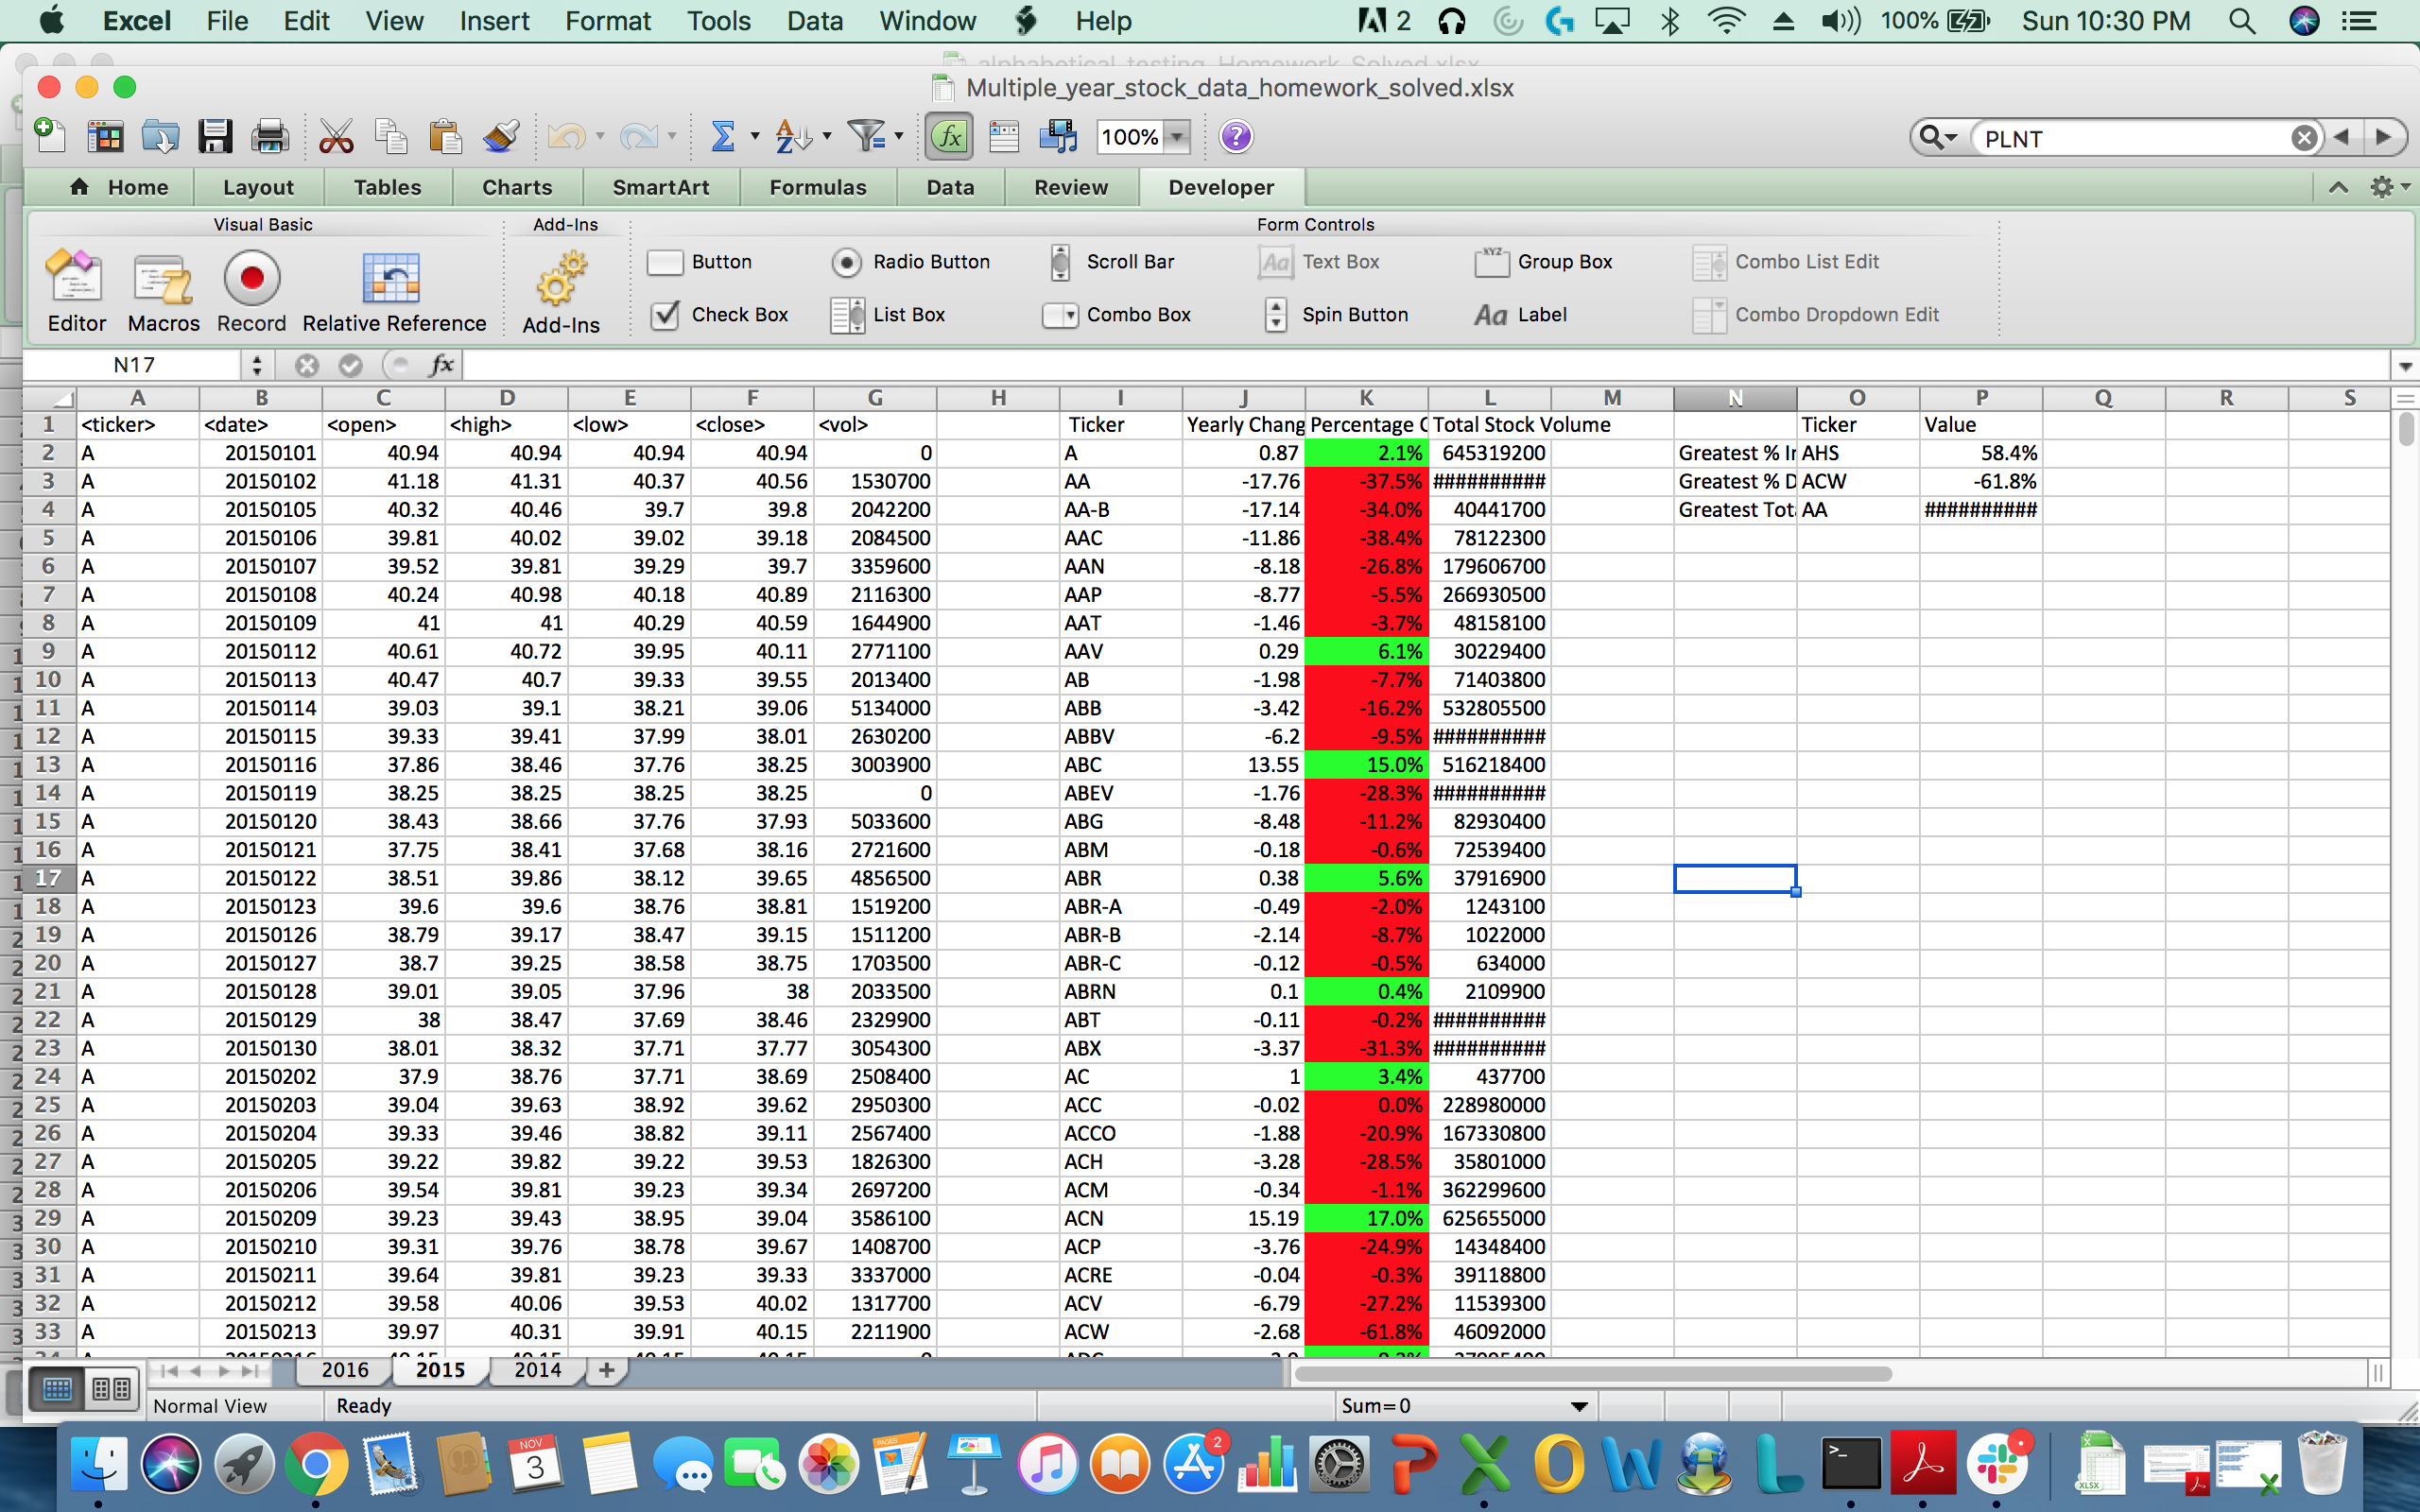 Excel File Edit View Insert Format Tools Data Window Help 2 100% Sun 10:30 PM
alphabetical_testing_Homework_Solved.xlsx
Multiple_year_stock_data_homework_solved.xlsx
100% PLNT
Home Layout Tables Charts SmartArt Formulas Data Review Developer
Visual Basic Add-Ins Form Controls
Button Radio Button Scroll Bar Aa Text Box XYZ Group Box Combo List Edit
Editor Macros Record Relative Reference Add-Ins Check Box List Box Combo Box Spin Button Aa Label Combo Dropdown Edit
N17 fx
A B C D E F G H I J K L M N O P Q R S
1 <ticker> <date> <open> <high> <low> <close> <vol> Ticker Yearly Chang Percentage C Total Stock Volume Ticker Value
2 A 20150101 40.94 40.94 40.94 40.94 0 A 0.87 2.1% 645319200 Greatest % Ir AHS 58.4%
3 A 20150102 41.18 41.31 40.37 40.56 1530700 AA -17.76 -37.5% ########## Greatest % D ACW -61.8%
4 A 20150105 40.32 40.46 39.7 39.8 2042200 AA-B -17.14 -34.0% 40441700 Greatest Tot AA ##########
5 A 20150106 39.81 40.02 39.02 39.18 2084500 AAC -11.86 -38.4% 78122300
6 A 20150107 39.52 39.81 39.29 39.7 3359600 AAN -8.18 -26.8% 179606700
7 A 20150108 40.24 40.98 40.18 40.89 2116300 AAP -8.77 -5.5% 266930500
8 A 20150109 41 41 40.29 40.59 1644900 AAT -1.46 -3.7% 48158100
9 A 20150112 40.61 40.72 39.95 40.11 2771100 AAV 0.29 6.1% 30229400
10 A 20150113 40.47 40.7 39.33 39.55 2013400 AB -1.98 -7.7% 71403800
11 A 20150114 39.03 39.1 38.21 39.06 5134000 ABB -3.42 -16.2% 532805500
12 A 20150115 39.33 39.41 37.99 38.01 2630200 ABBV -6.2 -9.5% ##########
13 A 20150116 37.86 38.46 37.76 38.25 3003900 ABC 13.55 15.0% 516218400
14 A 20150119 38.25 38.25 38.25 38.25 0 ABEV -1.76 -28.3% ##########
15 A 20150120 38.43 38.66 37.76 37.93 5033600 ABG -8.48 -11.2% 82930400
16 A 20150121 37.75 38.41 37.68 38.16 2721600 ABM -0.18 -0.6% 72539400
17 A 20150122 38.51 39.86 38.12 39.65 4856500 ABR 0.38 5.6% 37916900
18 A 20150123 39.6 39.6 38.76 38.81 1519200 ABR-A -0.49 -2.0% 1243100
19 A 20150126 38.79 39.17 38.47 39.15 1511200 ABR-B -2.14 -8.7% 1022000
20 A 20150127 38.7 39.25 38.58 38.75 1703500 ABR-C -0.12 -0.5% 634000
21 A 20150128 39.01 39.05 37.96 38 2033500 ABRN 0.1 0.4% 2109900
22 A 20150129 38 38.47 37.69 38.46 2329900 ABT -0.11 -0.2% ##########
23 A 20150130 38.01 38.32 37.71 37.77 3054300 ABX -3.37 -31.3% ##########
24 A 20150202 37.9 38.76 37.71 38.69 2508400 AC 1 3.4% 437700
25 A 20150203 39.04 39.63 38.92 39.62 2950300 ACC -0.02 0.0% 228980000
26 A 20150204 39.33 39.46 38.82 39.11 2567400 ACCO -1.88 -20.9% 167330800
27 A 20150205 39.22 39.82 39.22 39.53 1826300 ACH -3.28 -28.5% 35801000
28 A 20150206 39.54 39.81 39.23 39.34 2697200 ACM -0.34 -1.1% 362299600
29 A 20150209 39.23 39.43 38.95 39.04 3586100 ACN 15.19 17.0% 625655000
30 A 20150210 39.31 39.76 38.78 39.67 1408700 ACP -3.76 -24.9% 14348400
31 A 20150211 39.64 39.81 39.23 39.33 3337000 ACRE -0.04 -0.3% 39118800
32 A 20150212 39.58 40.06 39.53 40.02 1317700 ACV -6.79 -27.2% 11539300
33 A 20150213 39.97 40.31 39.91 40.15 2211900 ACW -2.68 -61.8% 46092000
2016 2015 2014 +
Normal View Ready Sum=0
NOV 3 PAGES 2 XLSX